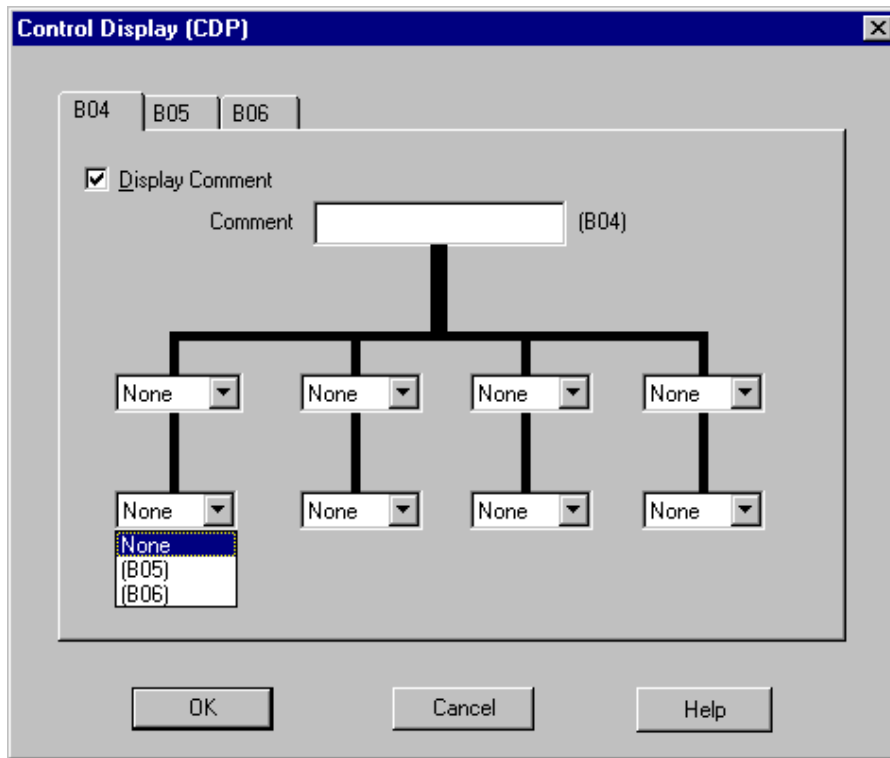 Control Display (CDP)
B04 B05 B06
Display Comment
Comment (B04)
None None None None
None None None None
None
(B05)
(B06)
OK Cancel Help